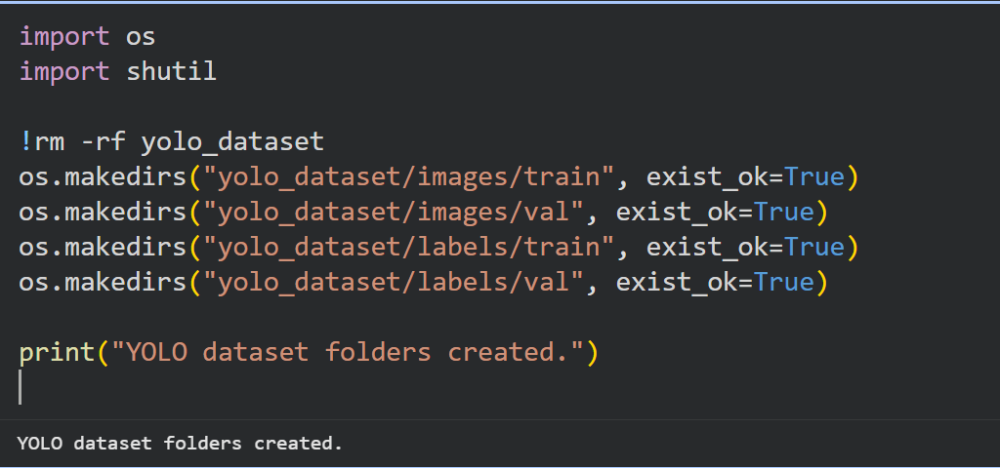 import os
import shutil
!rm -rf yolo_dataset
os.makedirs("yolo_dataset/images/train", exist_ok=True)
os.makedirs("yolo_dataset/images/val", exist_ok=True)
os.makedirs("yolo_dataset/labels/train", exist_ok=True)
os.makedirs("yolo_dataset/labels/val", exist_ok=True)
print("YOLO dataset folders created.")
YOLO dataset folders created.